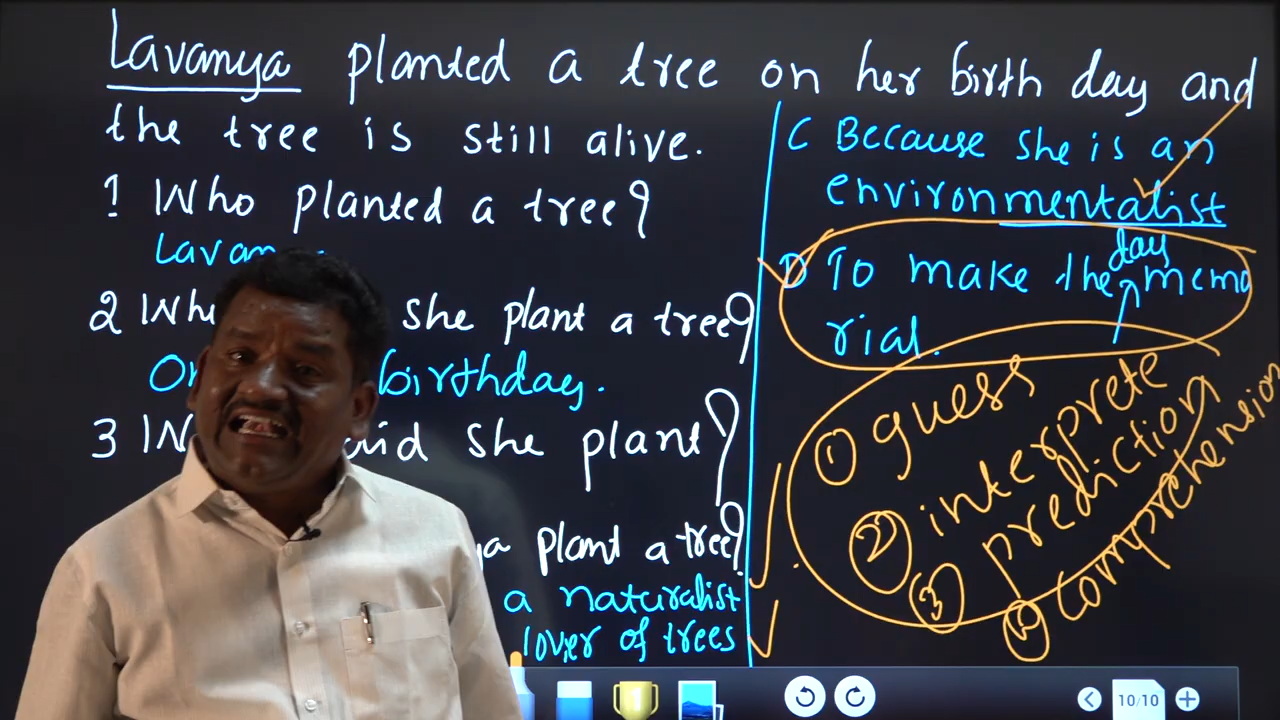 Lavanya planted a tree on her birth day and
the tree is still alive.
1 Who planted a tree?
2 she plant a tree?
birthday.
3 did she plant?
plant a tree?
a naturalist
lover of trees
C Because she is an
environmentalist
day
D To make the memo
rial.
① guess
② interprete
③ prediction
④ comprehension
10/10